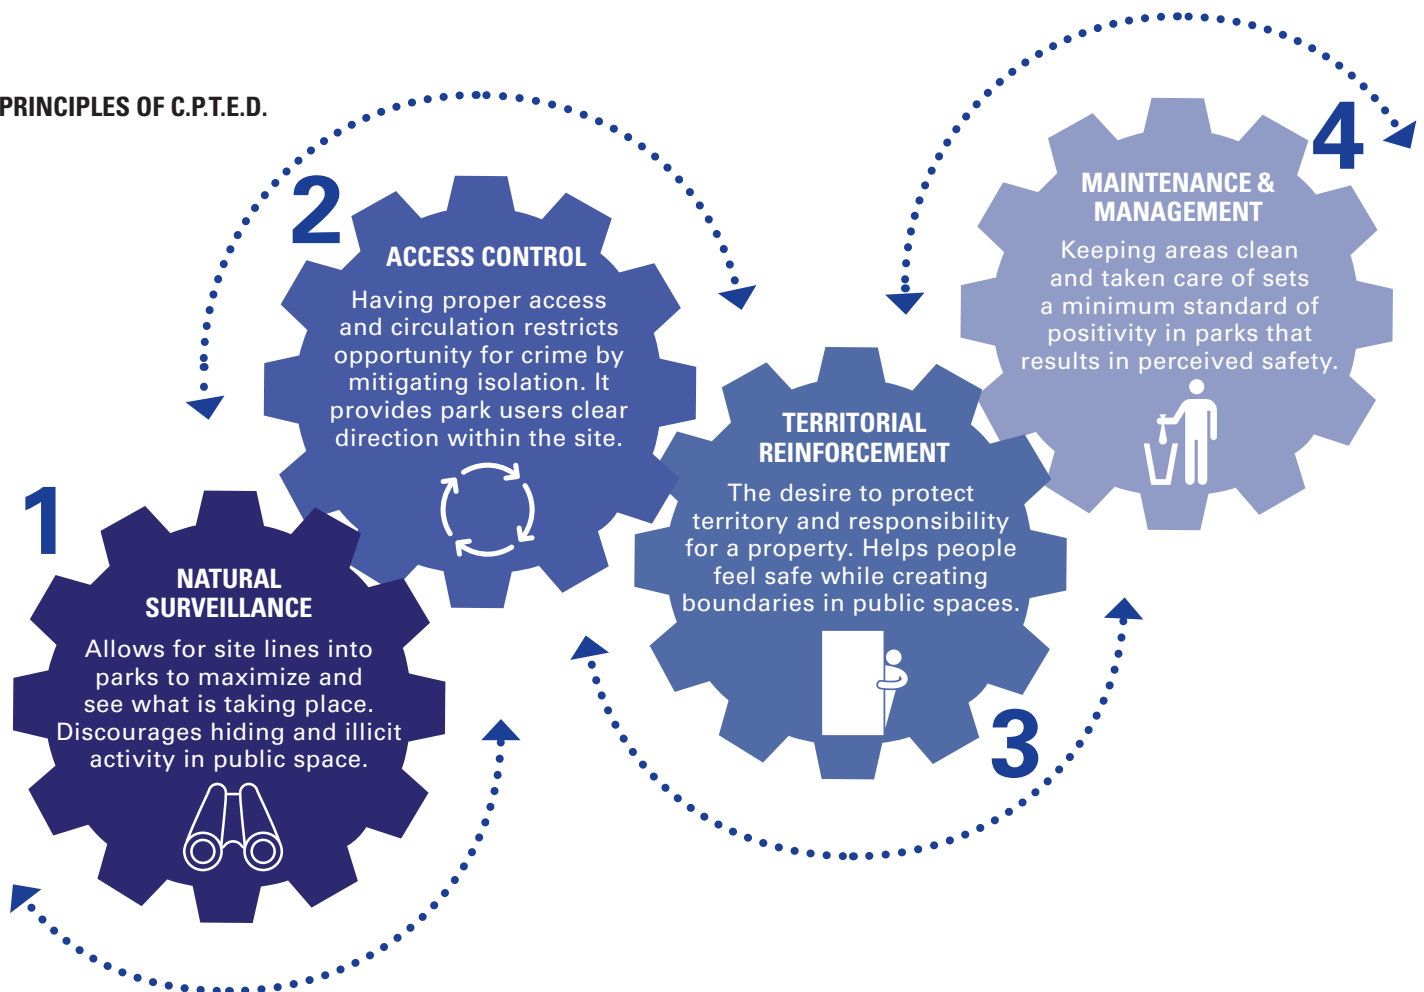 PRINCIPLES OF C.P.T.E.D.
1
NATURAL
SURVEILLANCE
Allows for site lines into
parks to maximize and
see what is taking place.
Discourages hiding and illicit
activity in public space.
2
ACCESS CONTROL
Having proper access
and circulation restricts
opportunity for crime by
mitigating isolation. It
provides park users clear
direction within the site.
TERRITORIAL
REINFORCEMENT
The desire to protect
territory and responsibility
for a property. Helps people
feel safe while creating
boundaries in public spaces.
3
4
MAINTENANCE &
MANAGEMENT
Keeping areas clean
and taken care of sets
a minimum standard of
positivity in parks that
results in perceived safety.